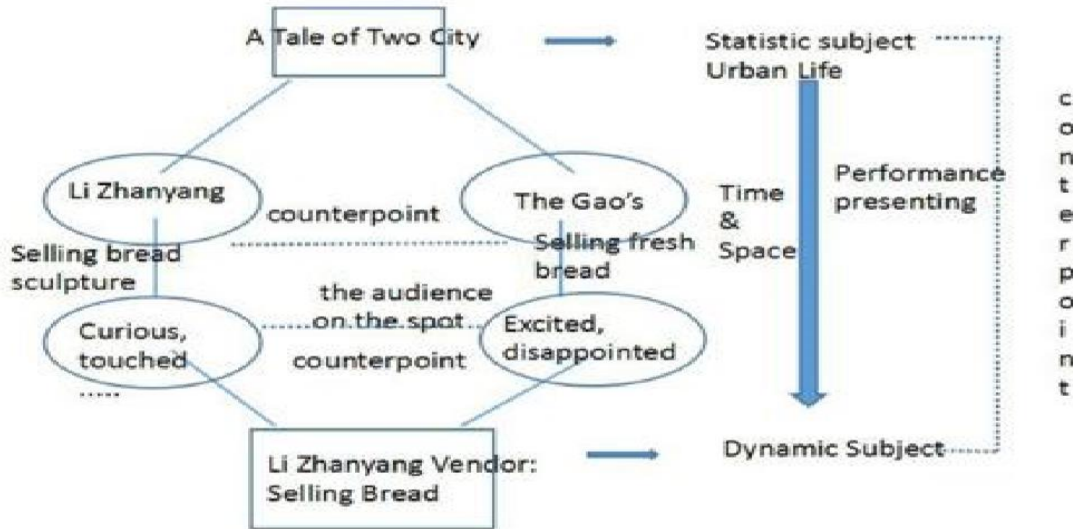 A Tale of Two City
Statistic subject
Urban Life
Li Zhanyang
counterpoint
The Gao's
Time
&
Space
Performance
presenting
Selling bread
sculpture
Selling fresh
bread
the audience
on the spot
Curious,
touched
.....
Excited,
disappointed
counterpoint
Li Zhanyang Vendor:
Selling Bread
Dynamic Subject
conterpoint